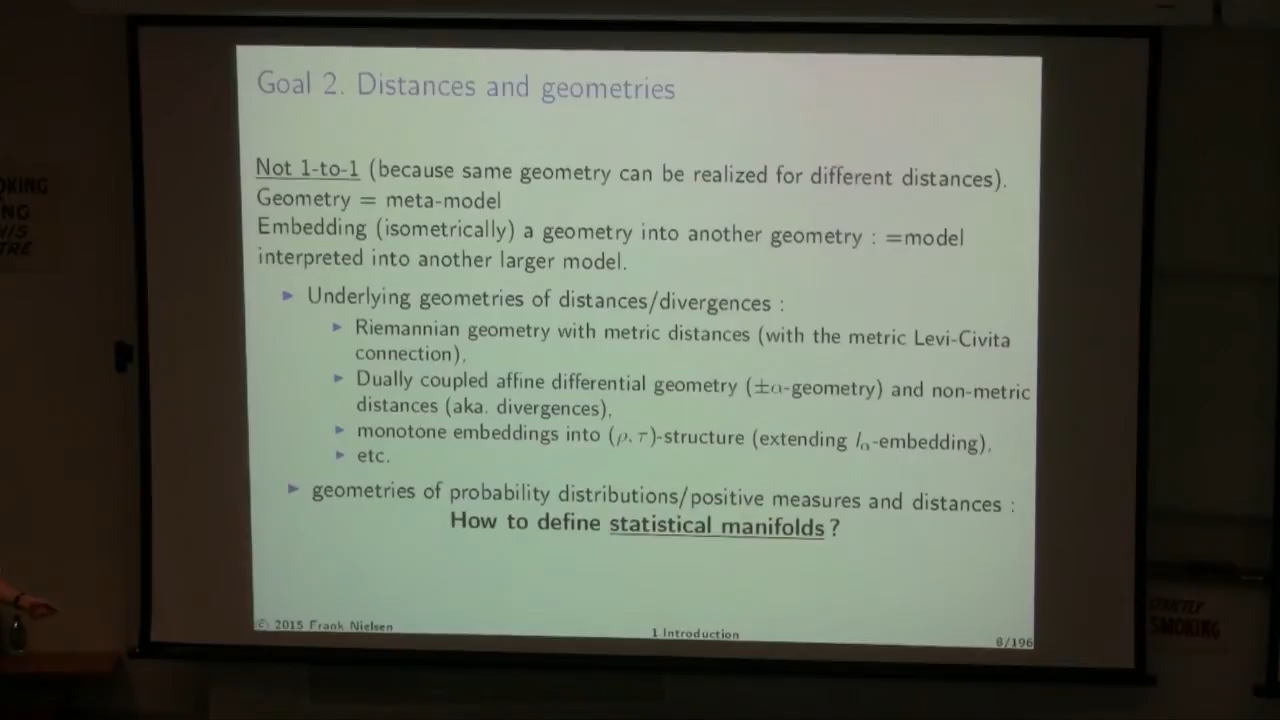 Goal 2. Distances and geometries
Not 1-to-1 (because same geometry can be realized for different distances).
Geometry = meta-model
Embedding (isometrically) a geometry into another geometry : =model
interpreted into another larger model.
▶ Underlying geometries of distances/divergences :
▶ Riemannian geometry with metric distances (with the metric Levi-Civita
connection),
▶ Dually coupled affine differential geometry (±α-geometry) and non-metric
distances (aka. divergences),
▶ monotone embeddings into (ρ, τ)-structure (extending lα-embedding),
▶ etc.
▶ geometries of probability distributions/positive measures and distances :
How to define statistical manifolds ?
© 2015 Frank Nielsen
1 Introduction
8/196
STRICTLY
SMOKING